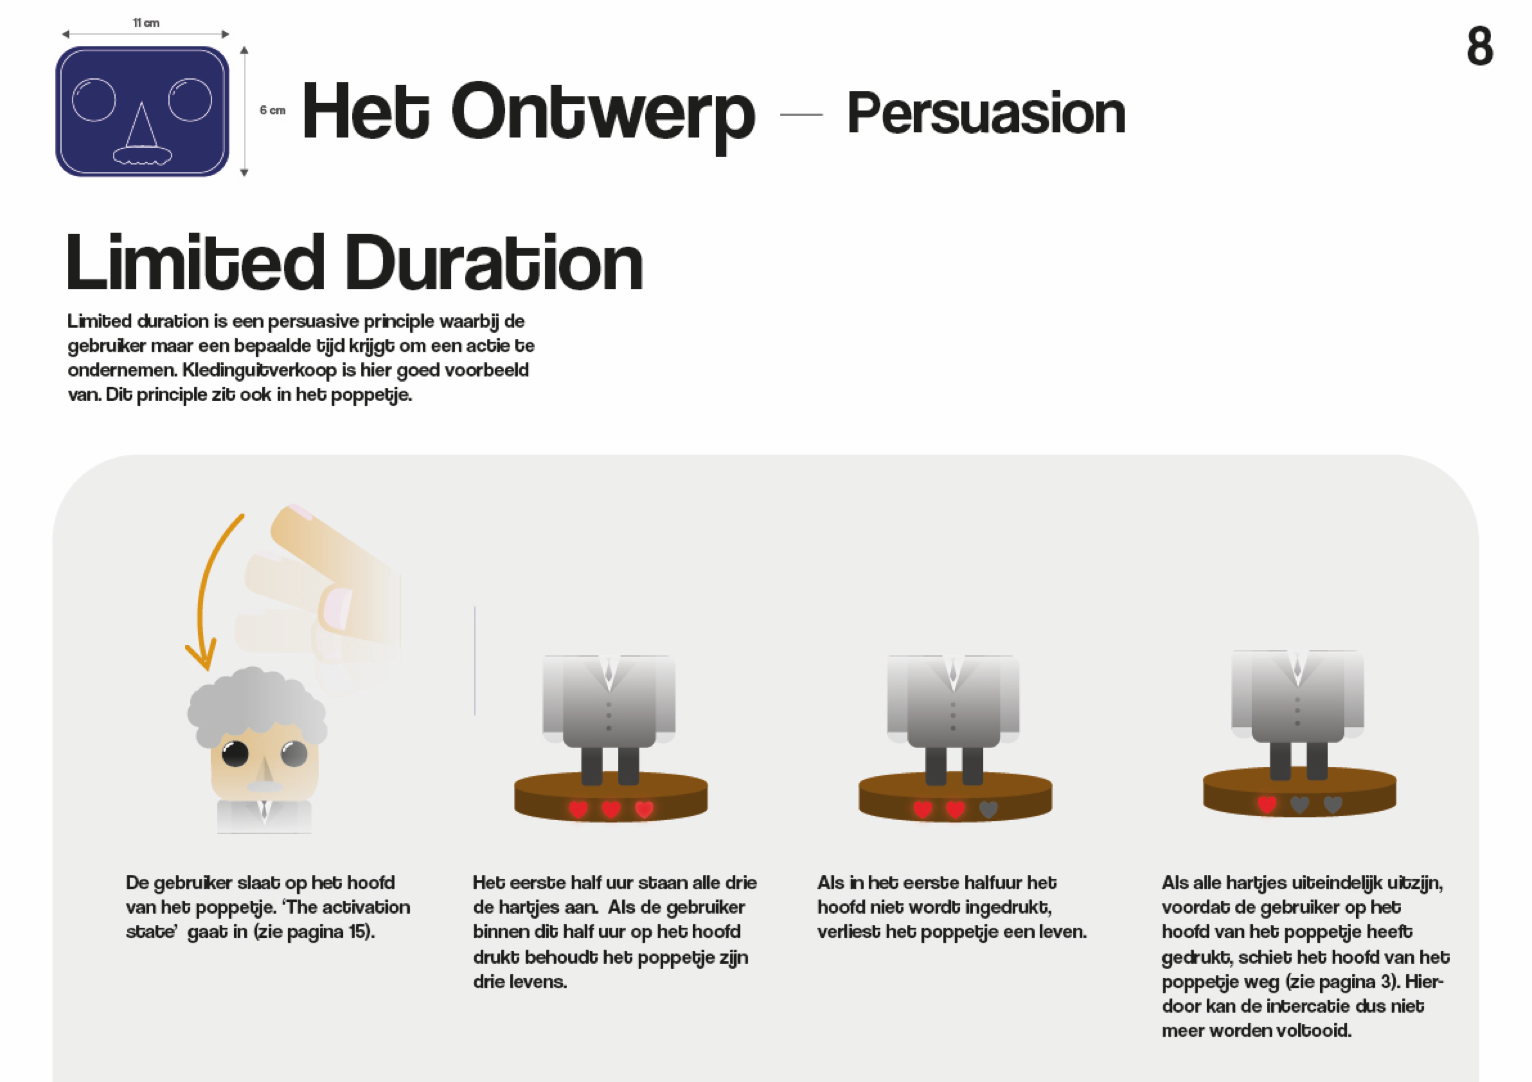 11 cm
8
6 cm
Het Ontwerp — Persuasion
Limited Duration
Limited duration is een persuasive principle waarbij de
gebruiker maar een bepaalde tijd krijgt om een actie te
ondernemen. Kledinguitverkoop is hier goed voorbeeld
van. Dit principle zit ook in het poppetje.
De gebruiker slaat op het hoofd
van het poppetje. ‘The activation
state’  gaat in (zie pagina 15).
Het eerste half uur staan alle drie
de hartjes aan.  Als de gebruiker
binnen dit half uur op het hoofd
drukt behoudt het poppetje zijn
drie levens.
Als in het eerste halfuur het
hoofd niet wordt ingedrukt,
verliest het poppetje een leven.
Als alle hartjes uiteindelijk uitzijn,
voordat de gebruiker op het
hoofd van het poppetje heeft
gedrukt, schiet het hoofd van het
poppetje weg (zie pagina 3). Hier-
door kan de intercatie dus niet
meer worden voltooid.